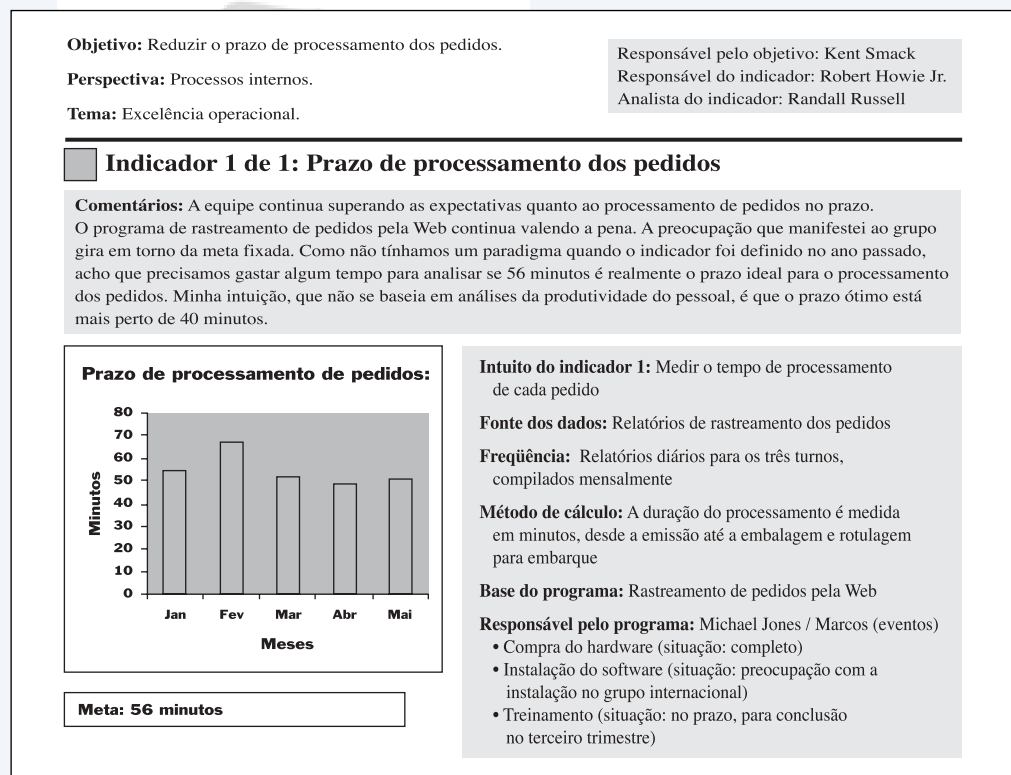 Objetivo: Reduzir o prazo de processamento dos pedidos.
Perspectiva: Processos internos.
Tema: Excelência operacional.
Responsável pelo objetivo: Kent Smack
Responsável do indicador: Robert Howie Jr.
Analista do indicador: Randall Russell
Indicador 1 de 1: Prazo de processamento dos pedidos
Comentários: A equipe continua superando as expectativas quanto ao processamento de pedidos no prazo.
O programa de rastreamento de pedidos pela Web continua valendo a pena. A preocupação que manifestei ao grupo
gira em torno da meta fixada. Como não tínhamos um paradigma quando o indicador foi definido no ano passado,
acho que precisamos gastar algum tempo para analisar se 56 minutos é realmente o prazo ideal para o processamento
dos pedidos. Minha intuição, que não se baseia em análises da produtividade do pessoal, é que o prazo ótimo está
mais perto de 40 minutos.
Prazo de processamento de pedidos:
80
70
60
50
40
30
20
10
0
Minutos
Jan Fev Mar Abr Mai
Meses
Meta: 56 minutos
Intuito do indicador 1: Medir o tempo de processamento
de cada pedido
Fonte dos dados: Relatórios de rastreamento dos pedidos
Freqüência: Relatórios diários para os três turnos,
compilados mensalmente
Método de cálculo: A duração do processamento é medida
em minutos, desde a emissão até a embalagem e rotulagem
para embarque
Base do programa: Rastreamento de pedidos pela Web
Responsável pelo programa: Michael Jones / Marcos (eventos)
• Compra do hardware (situação: completo)
• Instalação do software (situação: preocupação com a
instalação no grupo internacional)
• Treinamento (situação: no prazo, para conclusão
no terceiro trimestre)